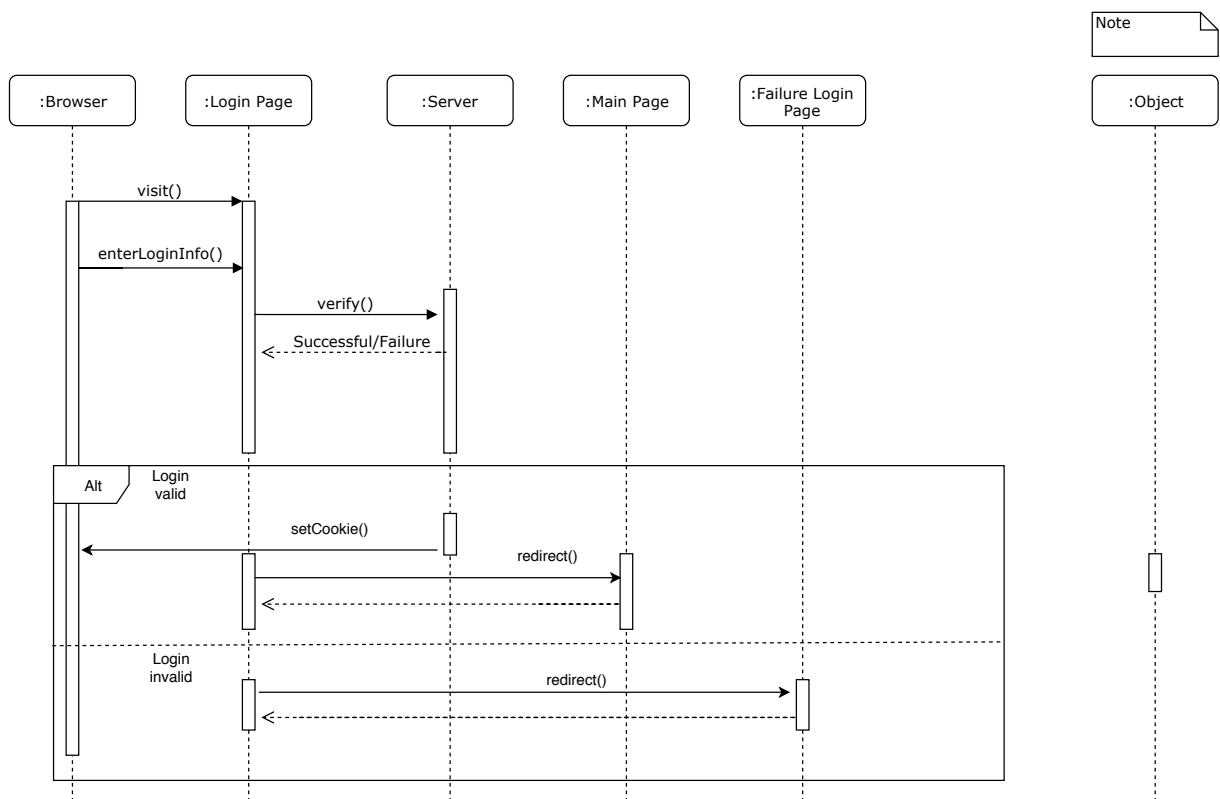 Note
:Browser
:Login Page
:Server
:Main Page
:Failure Login
Page
:Object
visit()
enterLoginInfo()
verify()
Successful/Failure
Alt
Login
valid
setCookie()
redirect()
Login
invalid
redirect()